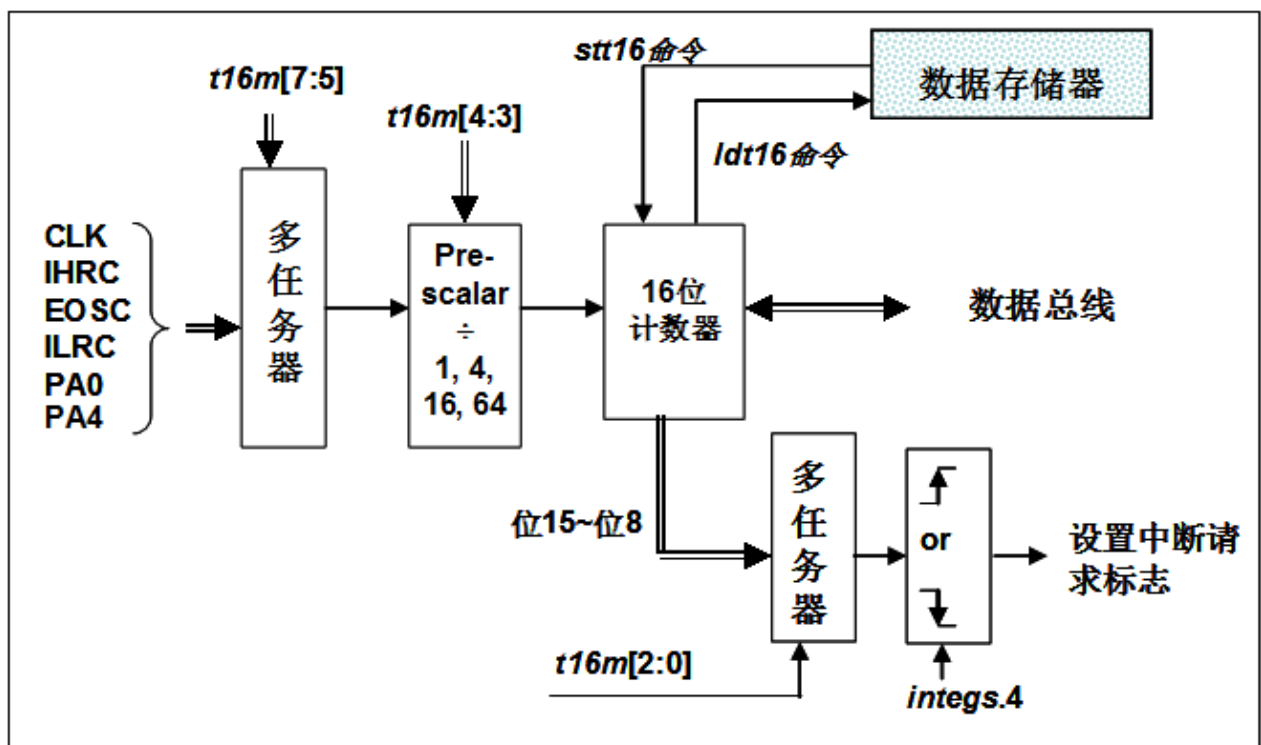 stt16命令
数据存储器
t16m[7:5]
t16m[4:3]
ldt16命令
CLK
IHRC
EOSC
ILRC
PA0
PA4
多
任
务
器
Pre-
scalar
÷
1, 4,
16, 64
16位
计数器
数据总线
位15~位8
多
任
务
器
or
设置中断请
求标志
t16m[2:0]
integs.4